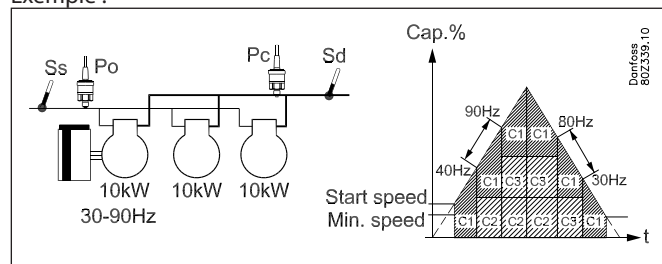 Exemple :
Ss
Po
Pc
Sd
10kW
10kW
10kW
30-90Hz
Cap.%
Danfoss
80Z339.10
90Hz
80Hz
40Hz
30Hz
Start speed
Min. speed
C1 C1
C1 C3 C3 C1
C1 C2 C2 C2 C3 C1
t